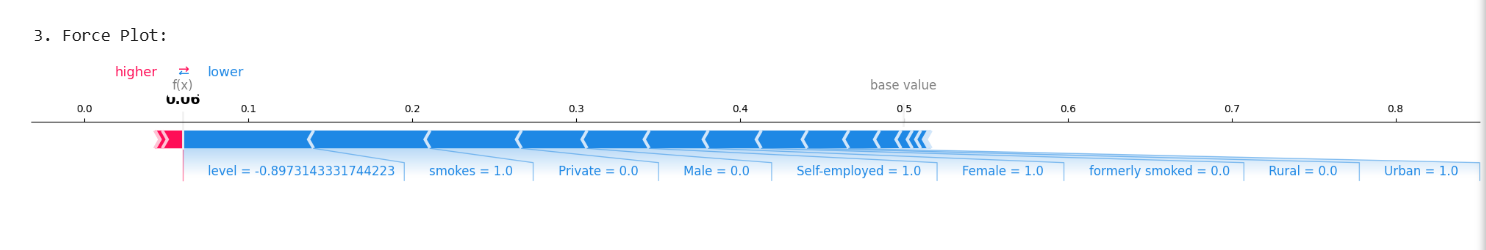 3. Force Plot:
higher ⇄ lower
f(x) base value
0.06
0.0 0.1 0.2 0.3 0.4 0.5 0.6 0.7 0.8
level = -0.8973143331744223 smokes = 1.0 Private = 0.0 Male = 0.0 Self-employed = 1.0 Female = 1.0 formerly smoked = 0.0 Rural = 0.0 Urban = 1.0